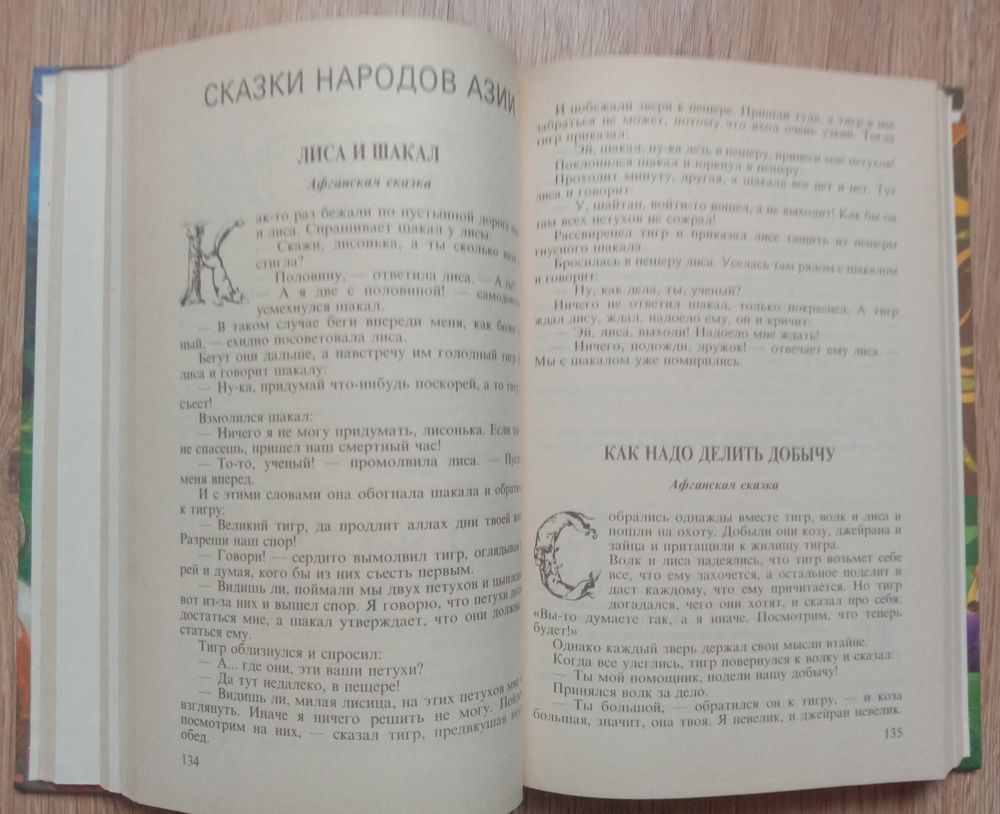 СКАЗКИ НАРОДОВ АЗИИ
ЛИСА И ШАКАЛ
Афганская сказка
Как-то раз бежали по пустынной дороге
и лиса. Спрашивает шакал у лисы:
— Скажи, лисонька, а ты сколько
стигла?
— Половину, — ответила лиса. — А ты?
— А я две с половиной! —
усмехнулся шакал.
— В таком случае беги впереди меня, как более
ный, — ехидно посоветовала лиса.
Бегут они дальше, а навстречу им голодный тигр.
лиса и говорит шакалу:
— Ну-ка, придумай что-нибудь поскорей, а то тигр
съест!
Взмолился шакал:
— Ничего я не могу придумать, лисонька. Если ты
не спасешь, пришел наш смертный час!
— То-то, ученый! — промолвила лиса. —
меня вперед.
И с этими словами она обогнала шакала и
к тигру:
— Великий тигр, да продлит аллах дни твоей
Разреши наш спор!
— Говори! — сердито вымолвил тигр, оглядывая
рей и думая, кого бы из них съесть первым.
— Видишь ли, поймали мы двух петухов и
вот из-за них и вышел спор. Я говорю, что петухи
достаться мне, а шакал утверждает, что они
статься ему.
Тигр облизнулся и спросил:
— А... где они, эти ваши петухи?
— Да тут недалеко, в пещере!
— Видишь ли, милая лисица, на этих петухов мне
взглянуть. Иначе я ничего решить не могу.
посмотрим на них, — сказал тигр, предвкушая
обед.
134
И побежали звери к пещере. Пришли туда, а тигр в нее
забраться не может, потому что вход очень узкий. Тогда
тигр приказал:
— Эй, шакал, ну-ка лезь в пещеру, принеси мне петухов!
Поклонился шакал и юркнул в пещеру.
Проходит минуту, другая, а шакала все нет и нет. Тут
лиса и говорит:
— У, шайтан, войти-то вошел, а не выходит! Как бы он
там всех петухов не сожрал!
Рассвирепел тигр и приказал лисе тащить из пещеры
гнусного шакала.
Бросилась в пещеру лиса. Уселась там рядом с шакалом
и говорит:
— Ну, как дела, ты, ученый?
Ничего не ответил шакал, только покраснел. А тигр
ждал лису, ждал, надоело ему, он и кричит:
— Эй, лиса, выходи! Надоело мне ждать!
— Ничего, подожди, дружок! — отвечает ему лиса. —
Мы с шакалом уже помирились.
КАК НАДО ДЕЛИТЬ ДОБЫЧУ
Афганская сказка
Собрались однажды вместе тигр, волк и лиса и
пошли на охоту. Добыли они козу, джейрана и
зайца и притащили к жилищу тигра.
Волк и лиса надеялись, что тигр возьмет себе
все, что ему захочется, а остальное поделит и
даст каждому, что ему причитается. Но тигр
догадался, чего они хотят, и сказал про себя:
«Вы-то думаете так, а я иначе. Посмотрим, что теперь
будет!»
Однако каждый зверь держал свои мысли втайне.
Когда все улеглись, тигр повернулся к волку и сказал:
— Ты мой помощник, подели нашу добычу!
Принялся волк за дело.
— Ты большой, — обратился он к тигру, — и коза
большая, значит, она твоя. Я невелик, и джейран невелик.
135